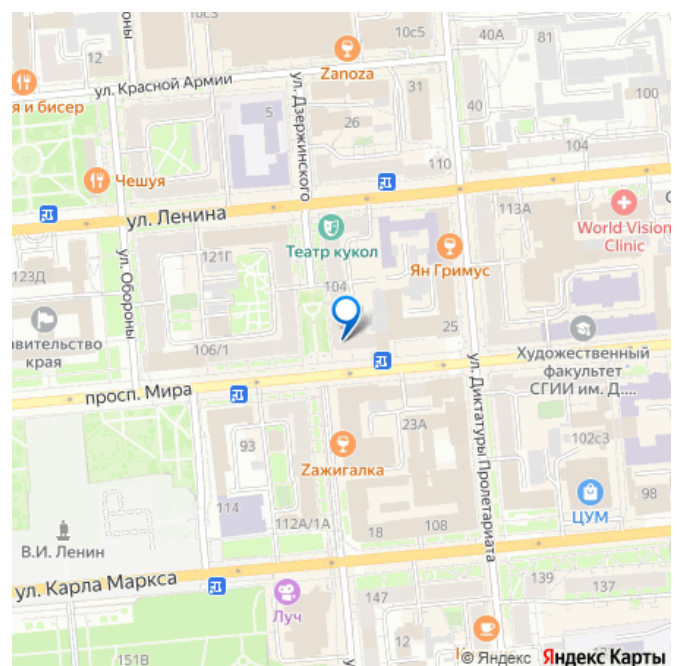 10с3
оны
12
10с5
40А
81
Zanoza
ул. Красной Армии
31
100
я и бисер
5
ул. Дзержинского
26
40
110
104
Чешуя
ул. Ленина
113А
World Vision
Clinic
Театр кукол
121Г
Ян Гримус
123Д
ул. Обороны
104
авительство
края
106/1
25
Художественный
факультет
СГИИ им. Д....
просп. Мира
ул. Диктатуры Пролетариата
93
23А
102с3
Zажигалка
114
112А/1А
18
108
98
ЦУМ
В.И. Ленин
ул. Карла Маркса
139
137
Луч
147
12
151В
© Яндекс Яндекс Карты